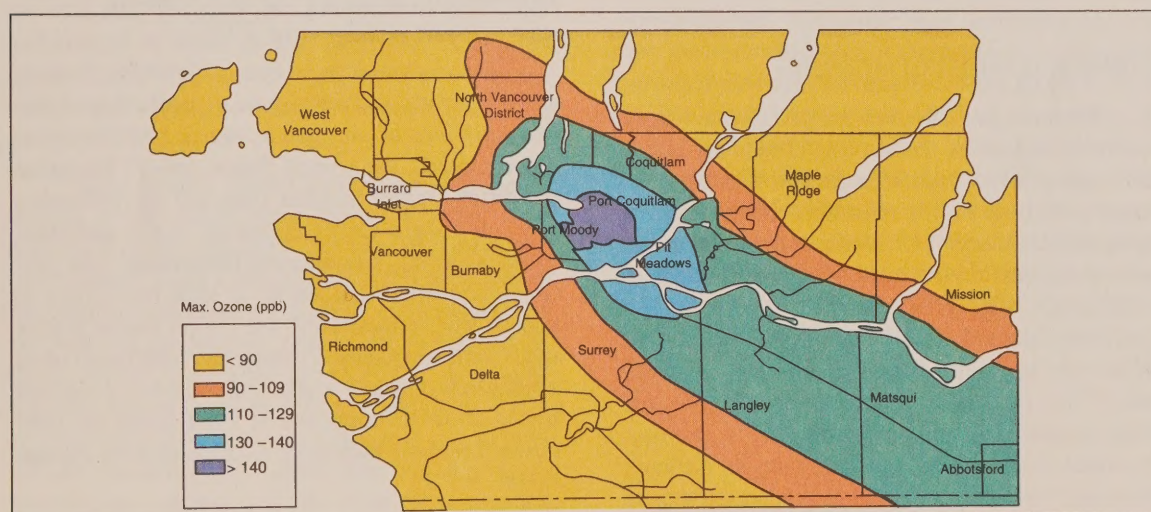 North Vancouver
District
West
Vancouver
Coquitlam
Maple
Ridge
Burrard
Inlet
Port Coquitlam
Port Moody
Vancouver
Pit
Meadows
Burnaby
Mission
Max. Ozone (ppb)
Richmond
Surrey
Delta
Langley
Matsqui
Abbotsford
< 90
90 –109
110 –129
130 –140
> 140